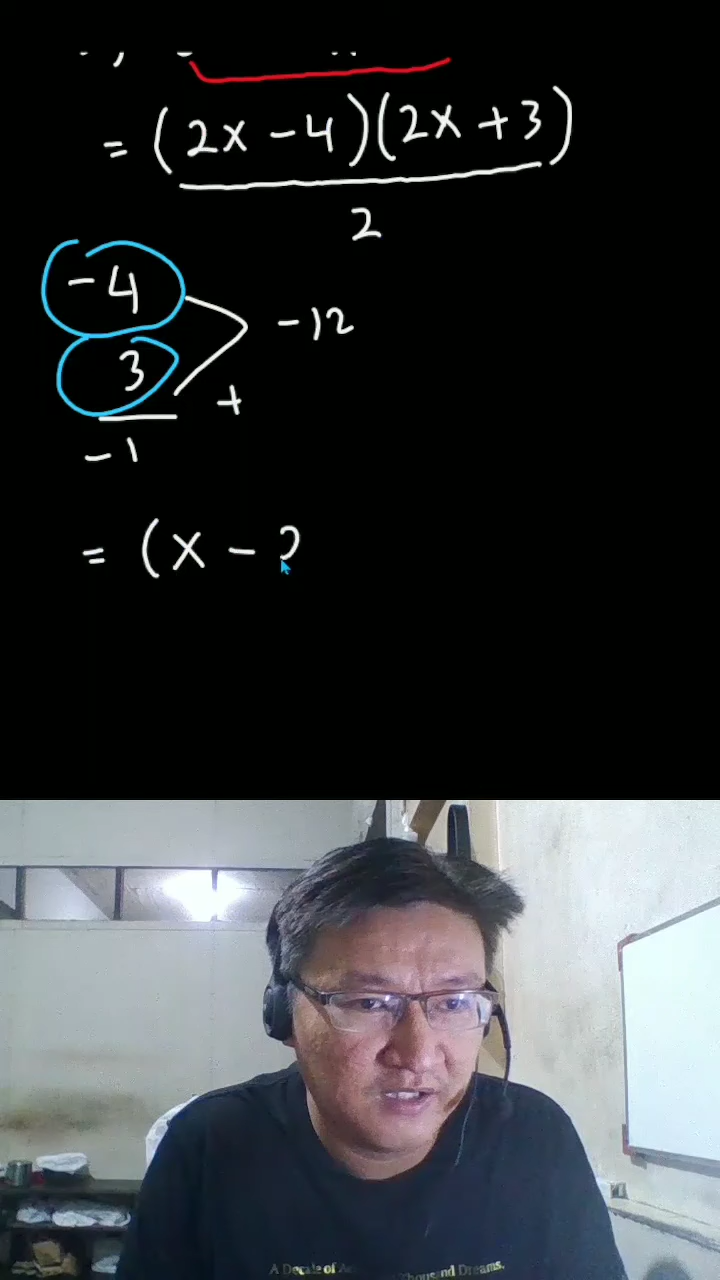 = (2x - 4)(2x + 3)
2
-4
3
-12
+
-1
= (x - 2
A Decade of
Thousand Dreams.